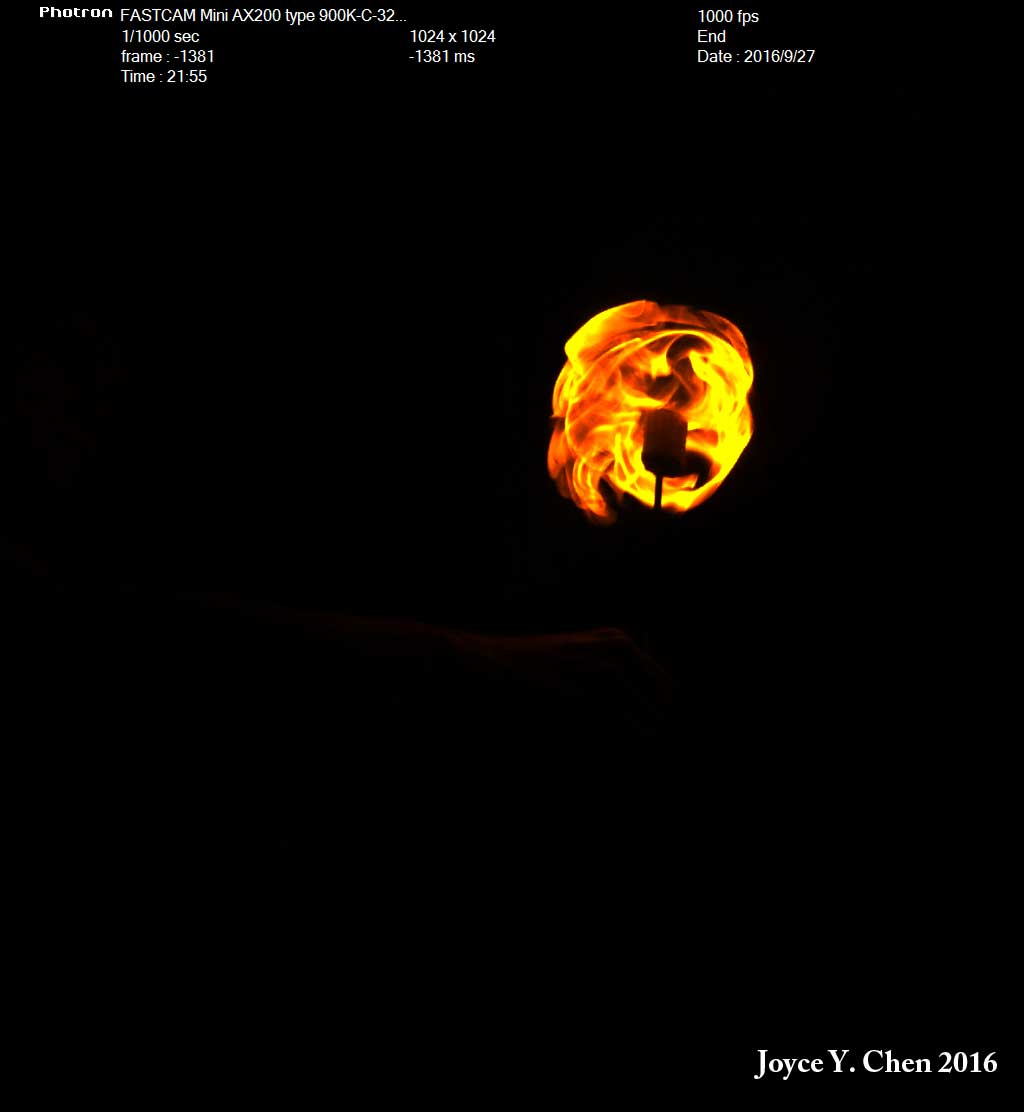 Photron FASTCAM Mini AX200 type 900K-C-32... 1000 fps
1/1000 sec 1024 x 1024 End
frame : -1381 -1381 ms Date : 2016/9/27
Time : 21:55
Joyce Y. Chen 2016